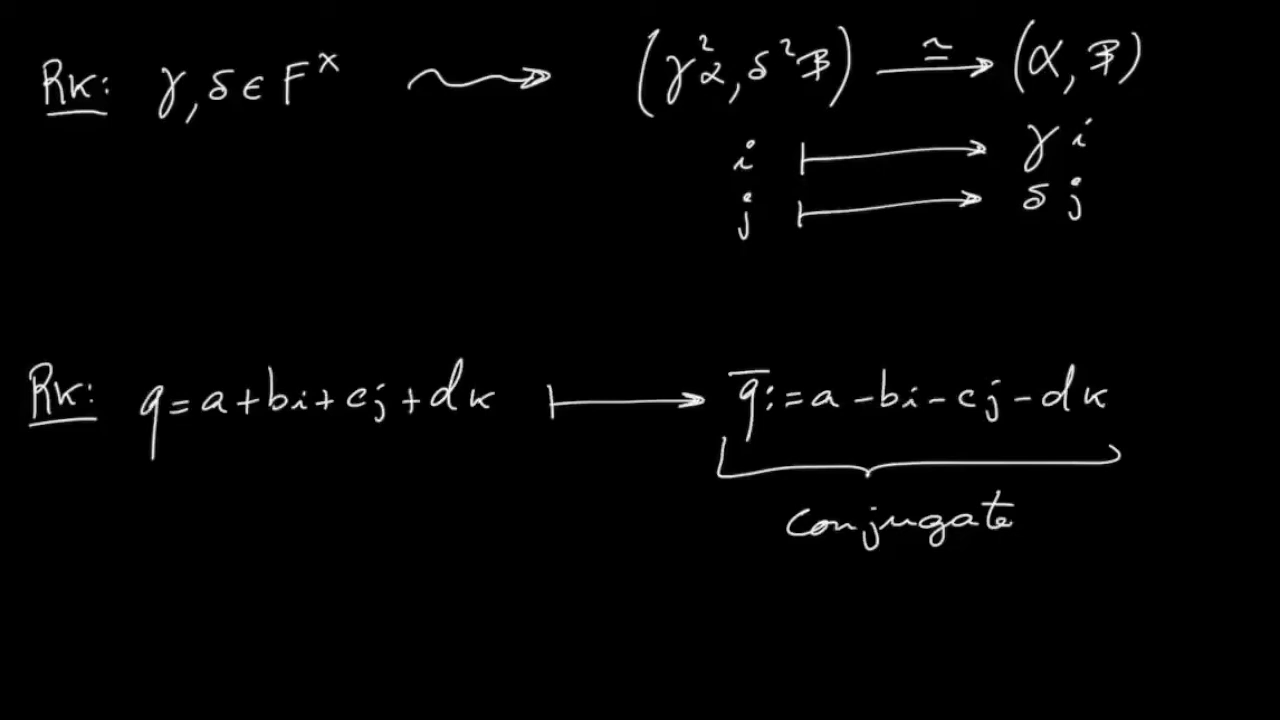 Rk: γ, δ ∈ F^× ⇝ (γ²α, δ²β) ≅→ (α, β)
i ↦ γi
j ↦ δj
Rk: q = a + bi + cj + dk ↦ q̄ := a - bi - cj - dk
conjugate